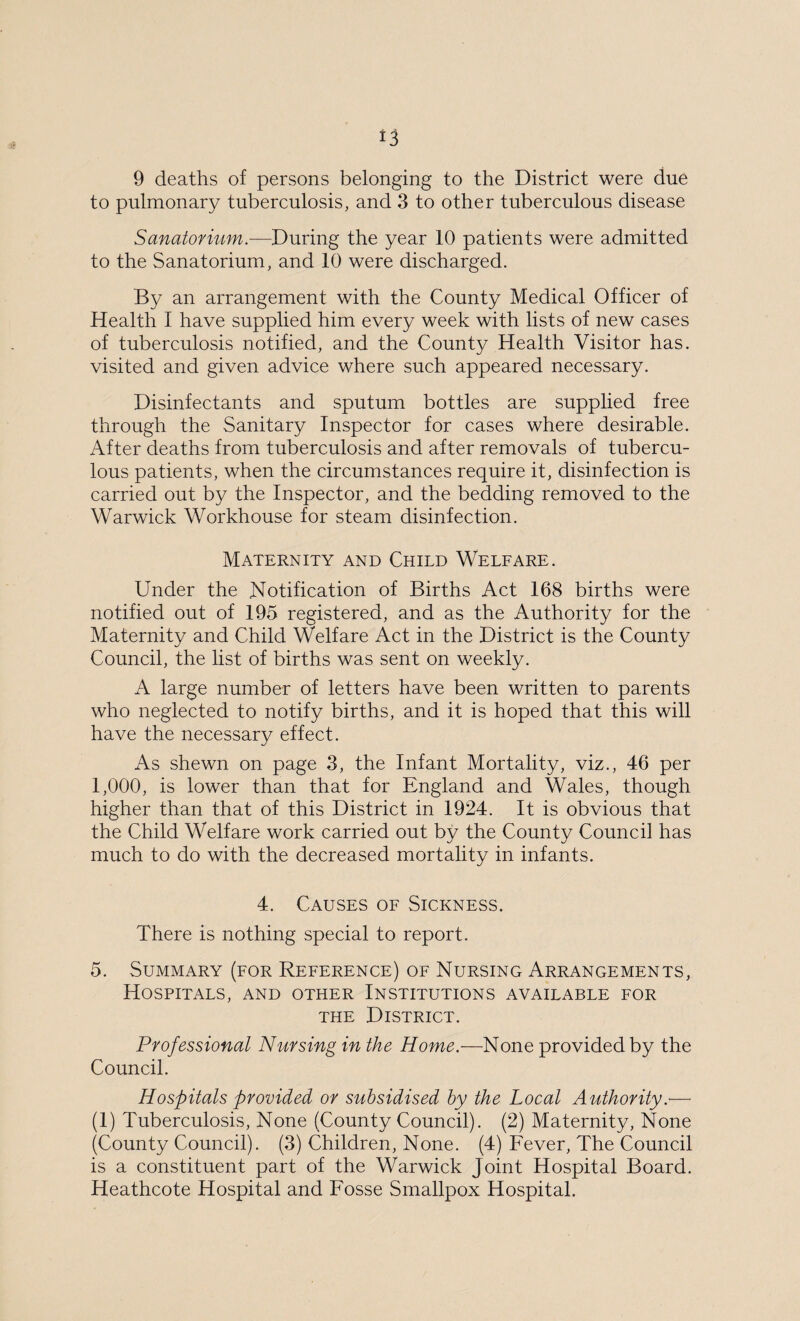 13
9 deaths of persons belonging to the District were due
to pulmonary tuberculosis, and 3 to other tuberculous disease
Sanatorium.—During the year 10 patients were admitted
to the Sanatorium, and 10 were discharged.
By an arrangement with the County Medical Officer of
Health I have supplied him every week with lists of new cases
of tuberculosis notified, and the County Health Visitor has.
visited and given advice where such appeared necessary.
Disinfectants and sputum bottles are supplied free
through the Sanitary Inspector for cases where desirable.
After deaths from tuberculosis and after removals of tubercu-
lous patients, when the circumstances require it, disinfection is
carried out by the Inspector, and the bedding removed to the
Warwick Workhouse for steam disinfection.
Maternity and Child Welfare.
Under the Notification of Births Act 168 births were
notified out of 195 registered, and as the Authority for the
Maternity and Child Welfare Act in the District is the County
Council, the list of births was sent on weekly.
A large number of letters have been written to parents
who neglected to notify births, and it is hoped that this will
have the necessary effect.
As shewn on page 3, the Infant Mortality, viz., 46 per
1,000, is lower than that for England and Wales, though
higher than that of this District in 1924. It is obvious that
the Child Welfare work carried out by the County Council has
much to do with the decreased mortality in infants.
4. Causes of Sickness.
There is nothing special to report.
5. Summary (for Reference) of Nursing Arrangements,
Hospitals, and other Institutions available for
the District.
Professional Nursing in the Home.—None provided by the
Council.
Hospitals provided or subsidised by the Local Authority.—
(1) Tuberculosis, None (County Council). (2) Maternity, None
(County Council). (3) Children, None. (4) Fever, The Council
is a constituent part of the Warwick Joint Hospital Board.
Heathcote Hospital and Fosse Smallpox Hospital.